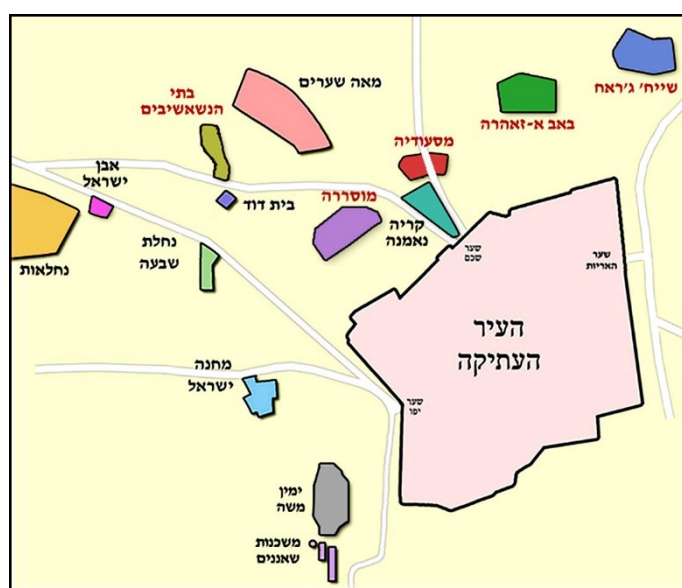 שייח' ג'ראח
באב א-זאהרה
מאה שערים
בתי
הנשאשיבים
מסעודיה
אבן
ישראל
בית דוד
מוסררה
קריה
נאמנה
נחלת
שבעה
נחלאות
שער
שכם
שער
האריות
העיר
העתיקה
מחנה
ישראל
שער
יפו
ימין
משה
משכנות
שאננים